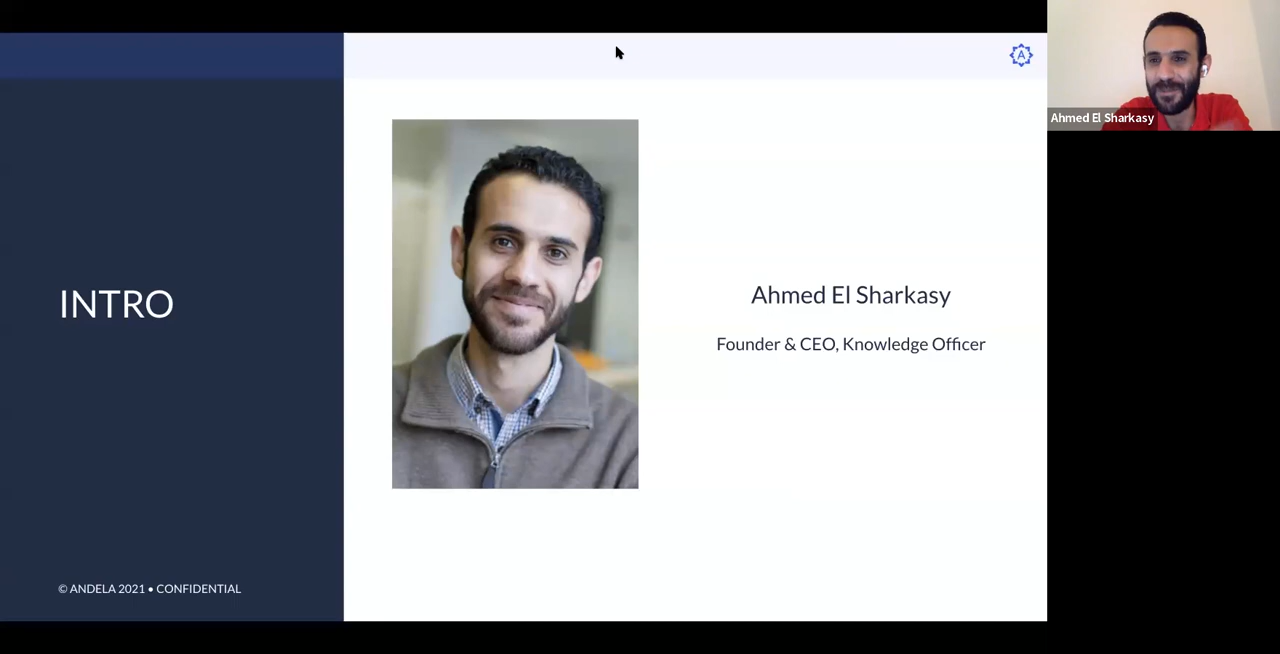 INTRO
Ahmed El Sharkasy
Founder & CEO, Knowledge Officer
© ANDELA 2021 • CONFIDENTIAL
A
Ahmed El Sharkasy